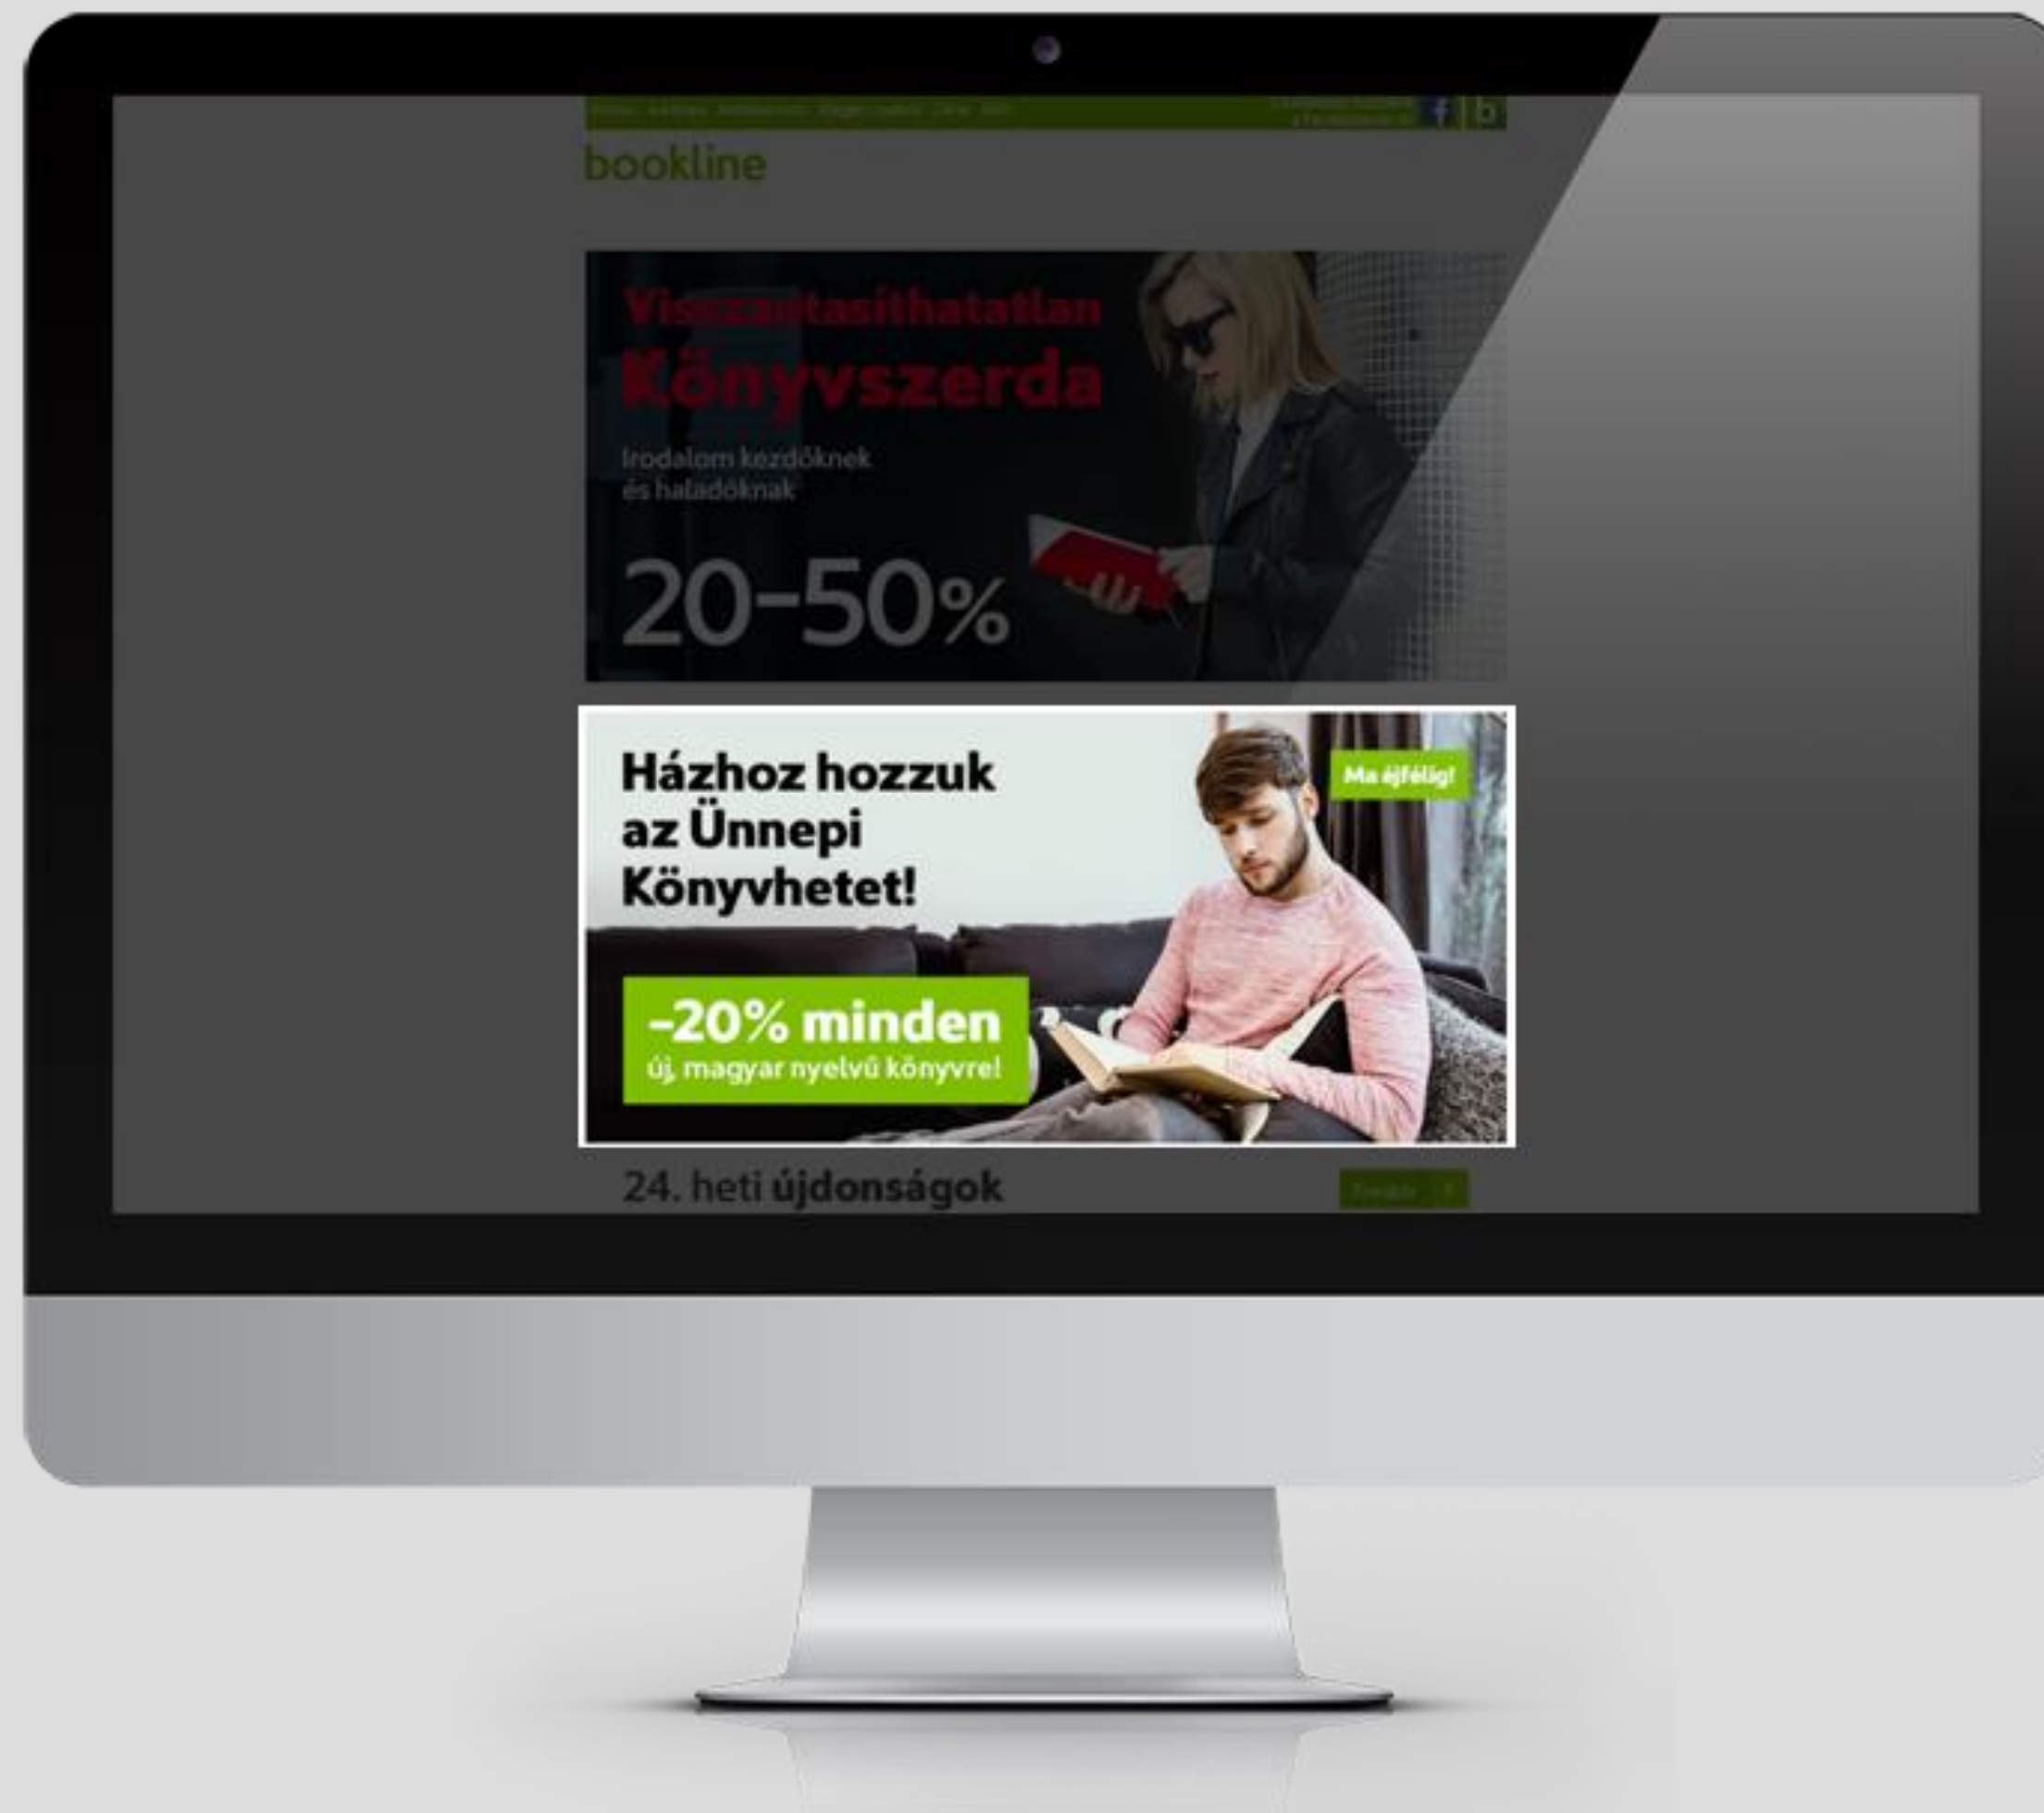 bookline
Visszautasíthatatlan
Könyvszerda
Irodalom kezdőknek
és haladóknak
20-50%
Házhoz hozzuk
az Ünnepi
Könyvhetet!
Ma éjfélig!
-20% minden
új, magyar nyelvű könyvre!
24. heti újdonságok